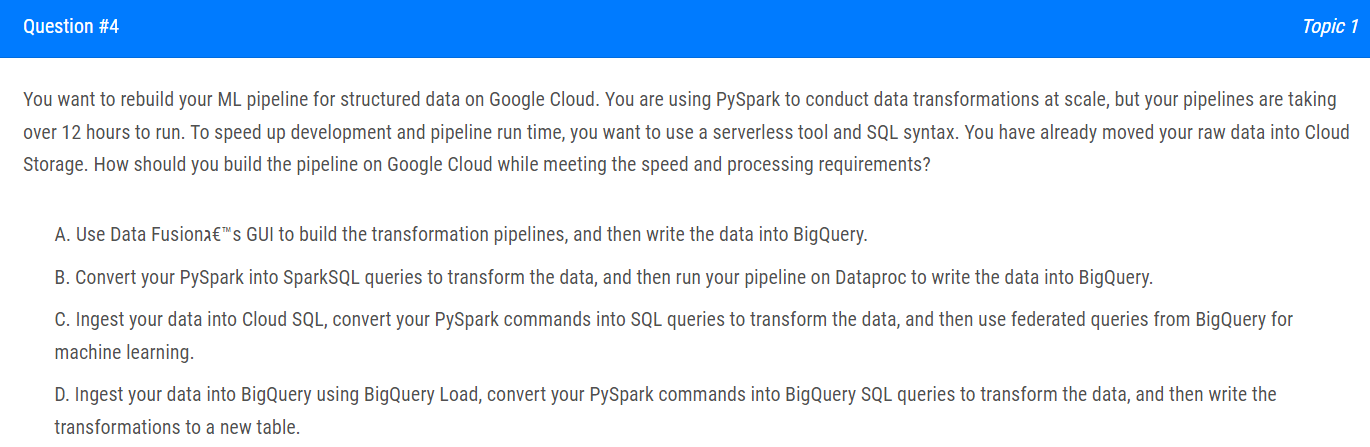 Question #4
Topic 1
You want to rebuild your ML pipeline for structured data on Google Cloud. You are using PySpark to conduct data transformations at scale, but your pipelines are taking
over 12 hours to run. To speed up development and pipeline run time, you want to use a serverless tool and SQL syntax. You have already moved your raw data into Cloud
Storage. How should you build the pipeline on Google Cloud while meeting the speed and processing requirements?
A. Use Data Fusionג€™s GUI to build the transformation pipelines, and then write the data into BigQuery.
B. Convert your PySpark into SparkSQL queries to transform the data, and then run your pipeline on Dataproc to write the data into BigQuery.
C. Ingest your data into Cloud SQL, convert your PySpark commands into SQL queries to transform the data, and then use federated queries from BigQuery for
machine learning.
D. Ingest your data into BigQuery using BigQuery Load, convert your PySpark commands into BigQuery SQL queries to transform the data, and then write the
transformations to a new table.